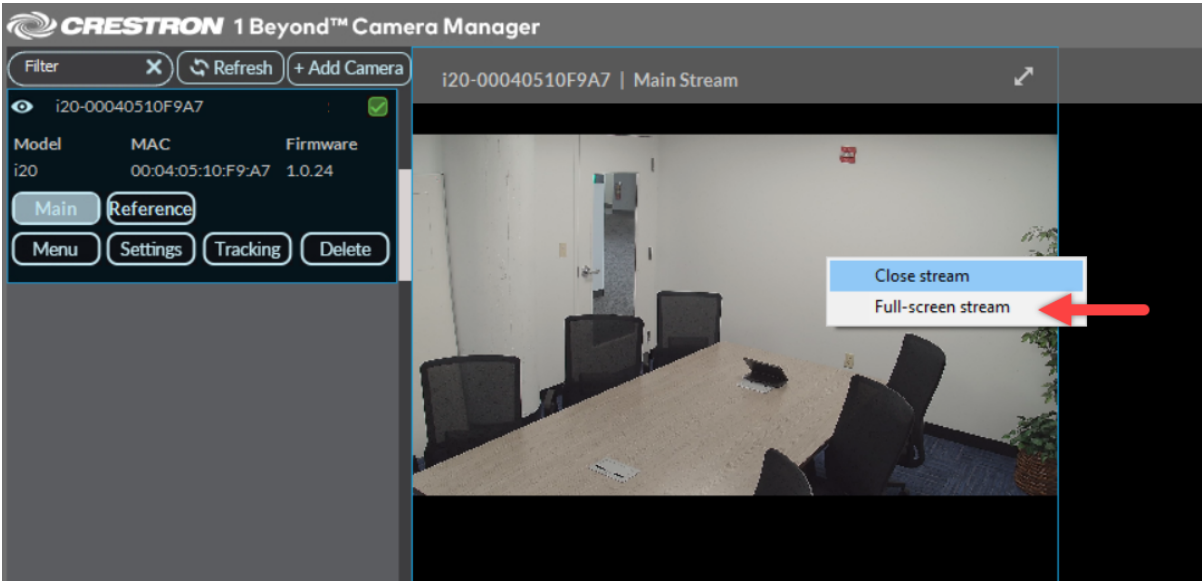 CRESTRON 1 Beyond™ Camera Manager
Filter
Refresh
+ Add Camera
i20-00040510F9A7
Model MAC Firmware
i20 00:04:05:10:F9:A7 1.0.24
Main Reference
Menu Settings Tracking Delete
i20-00040510F9A7 | Main Stream
Close stream
Full-screen stream